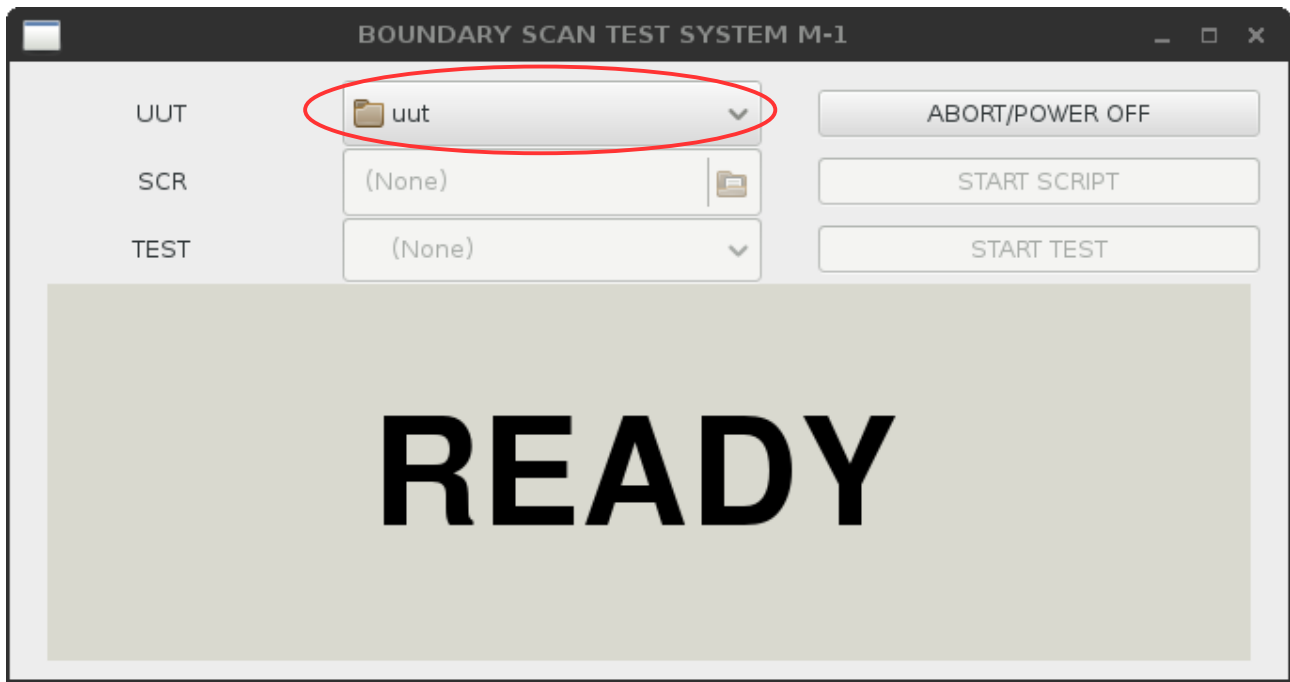 BOUNDARY SCAN TEST SYSTEM M-1
UUT uut ABORT/POWER OFF
SCR (None) START SCRIPT
TEST (None) START TEST
READY